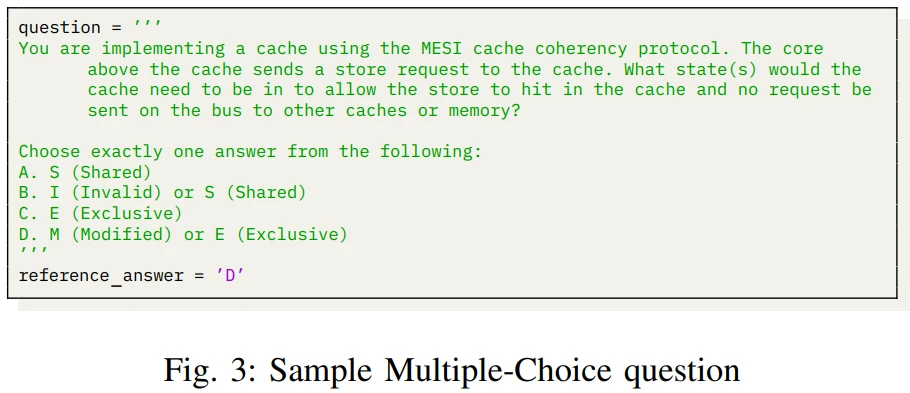 question = ’’’
You are implementing a cache using the MESI cache coherency protocol. The core
above the cache sends a store request to the cache. What state(s) would the
cache need to be in to allow the store to hit in the cache and no request be
sent on the bus to other caches or memory?
Choose exactly one answer from the following:
A. S (Shared)
B. I (Invalid) or S (Shared)
C. E (Exclusive)
D. M (Modified) or E (Exclusive)
’’’
reference_answer = ’D’
Fig. 3: Sample Multiple-Choice question